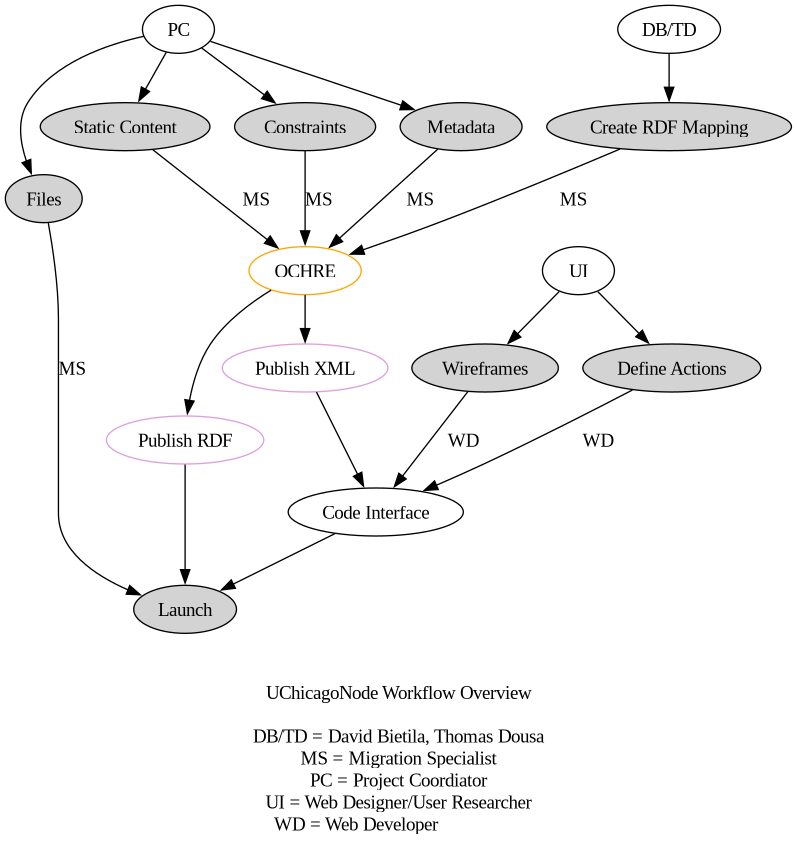 PC
DB/TD
Static Content
Constraints
Metadata
Create RDF Mapping
Files
MS
MS
MS
MS
OCHRE
UI
MS
Publish XML
Wireframes
Define Actions
Publish RDF
WD
WD
Code Interface
Launch
UChicagoNode Workflow Overview
DB/TD = David Bietila, Thomas Dousa
MS = Migration Specialist
PC = Project Coordiator
UI = Web Designer/User Researcher
WD = Web Developer